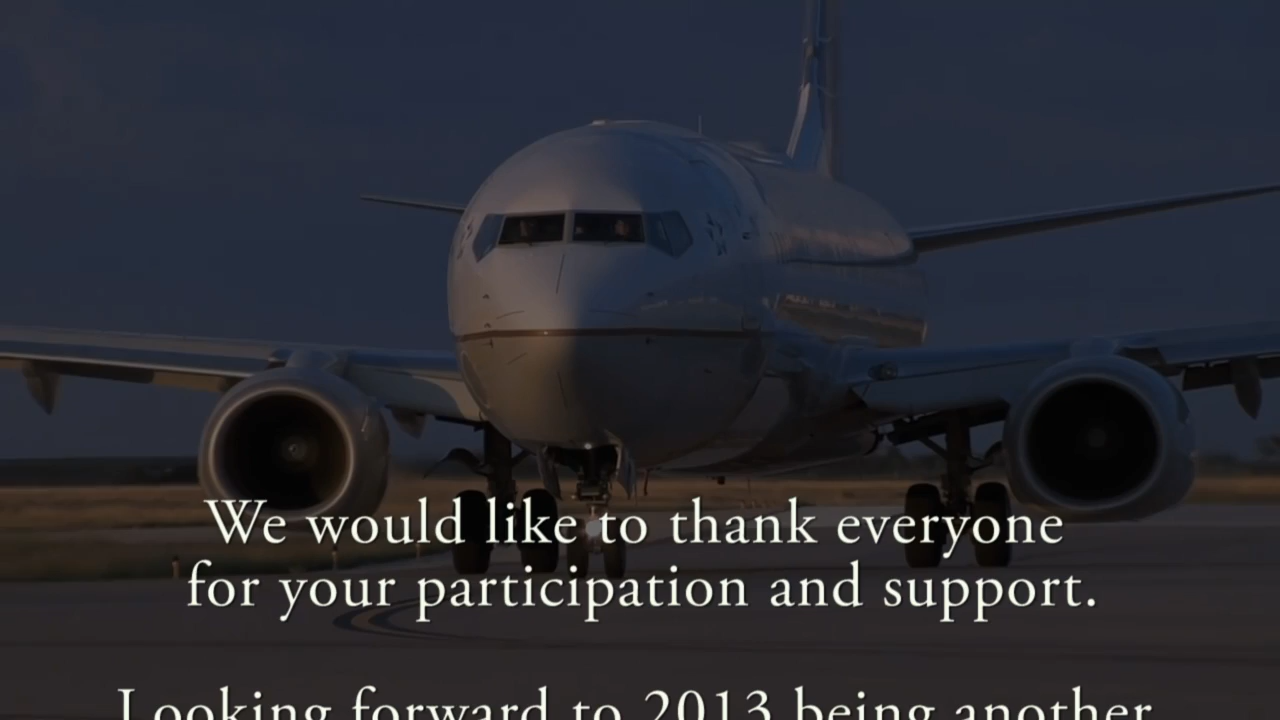 We would like to thank everyone
for your participation and support.
Looking forward to 2013 being another